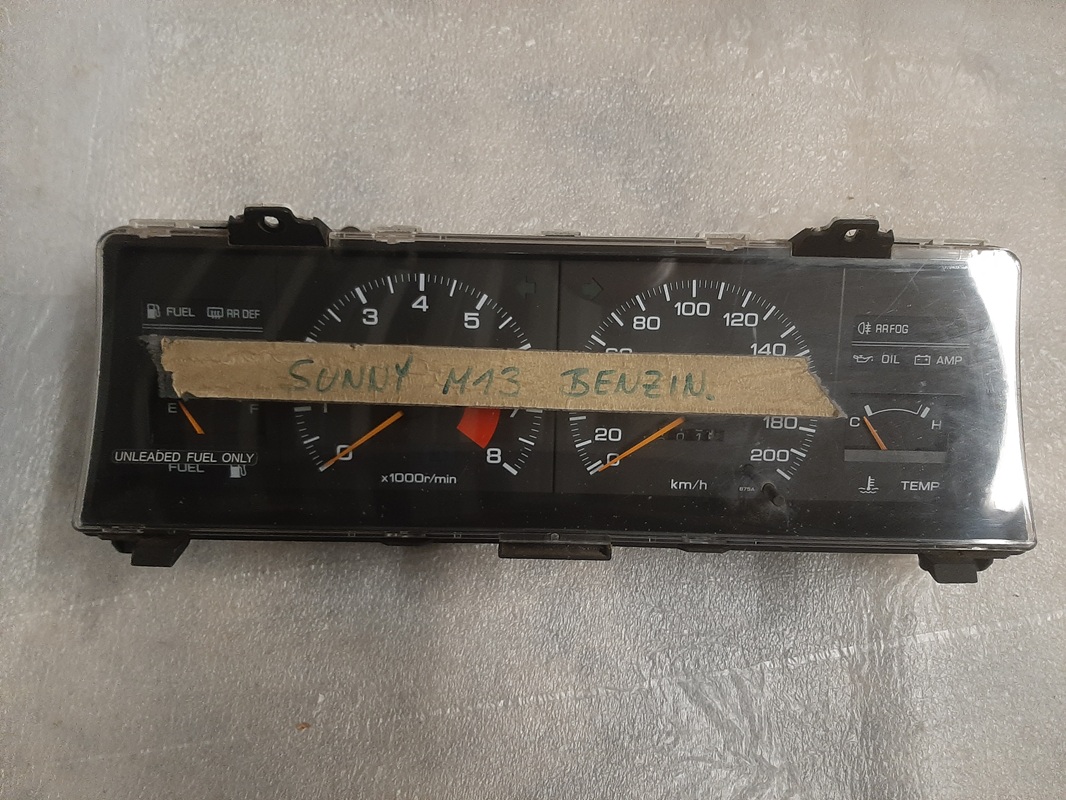 FUEL RR DEF
E F
UNLEADED FUEL ONLY
FUEL
0 1 3 4 5 7 8
x1000r/min
SUNNY M13 BENZIN.
0 20 80 100 120 140 180 200
km/h
RR FOG
OIL AMP
C H
TEMP